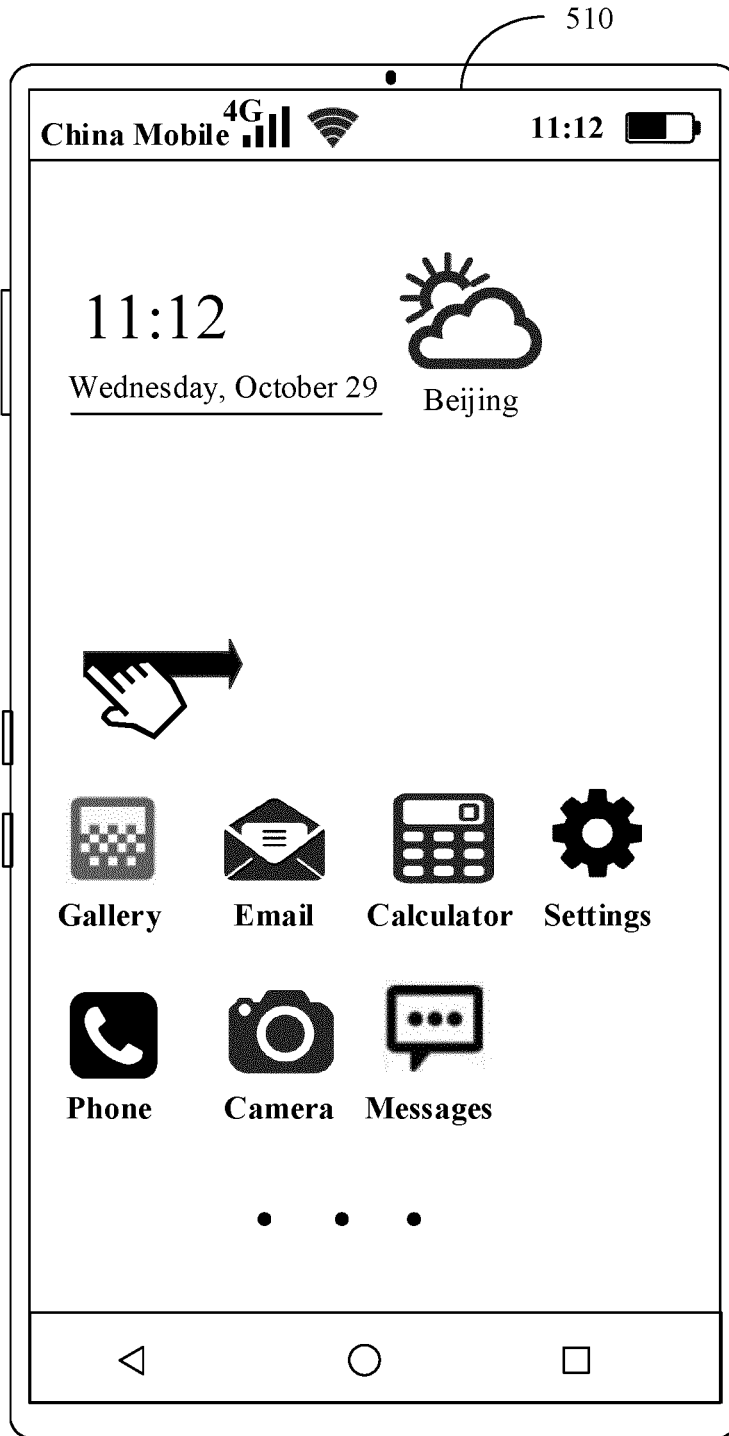 510
China Mobile 4G 11:12
11:12
Wednesday, October 29
Beijing
Gallery Email Calculator Settings
Phone Camera Messages